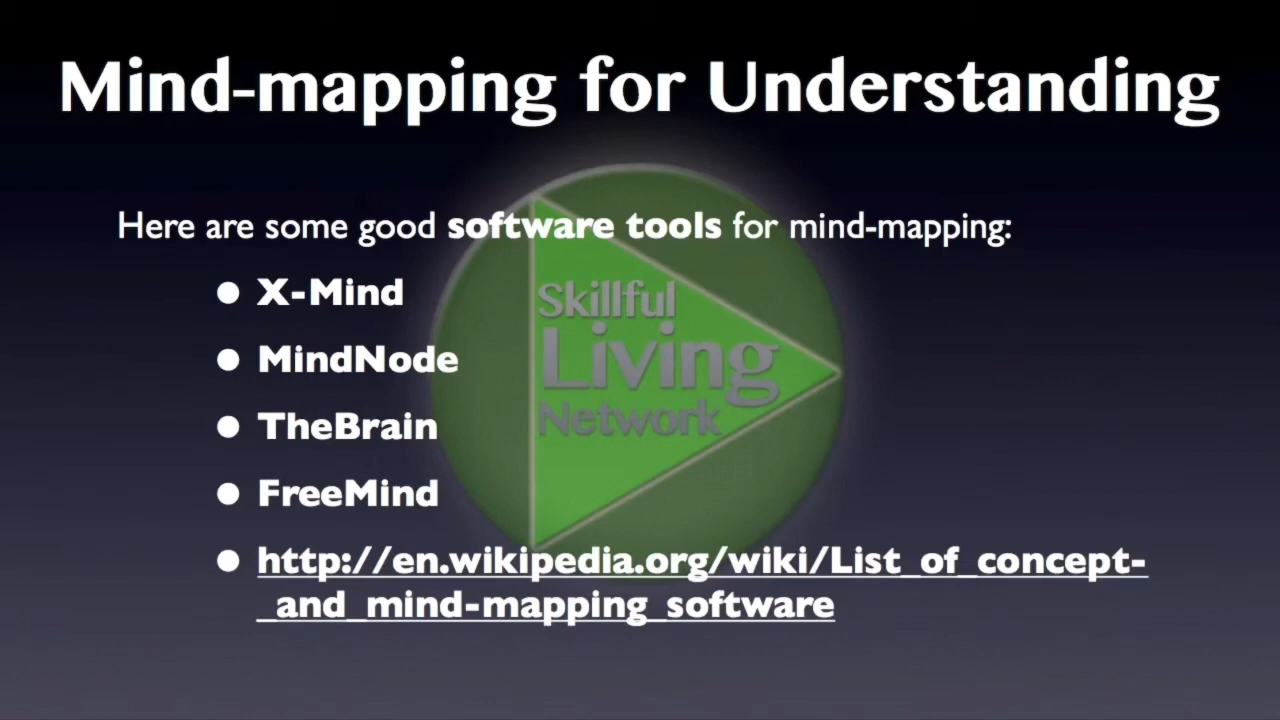 Mind-mapping for Understanding
Here are some good software tools for mind-mapping:
• X-Mind
Skillful
• MindNode
Living
• TheBrain
Network
• FreeMind
• http://en.wikipedia.org/wiki/List_of_concept-
_and_mind-mapping_software